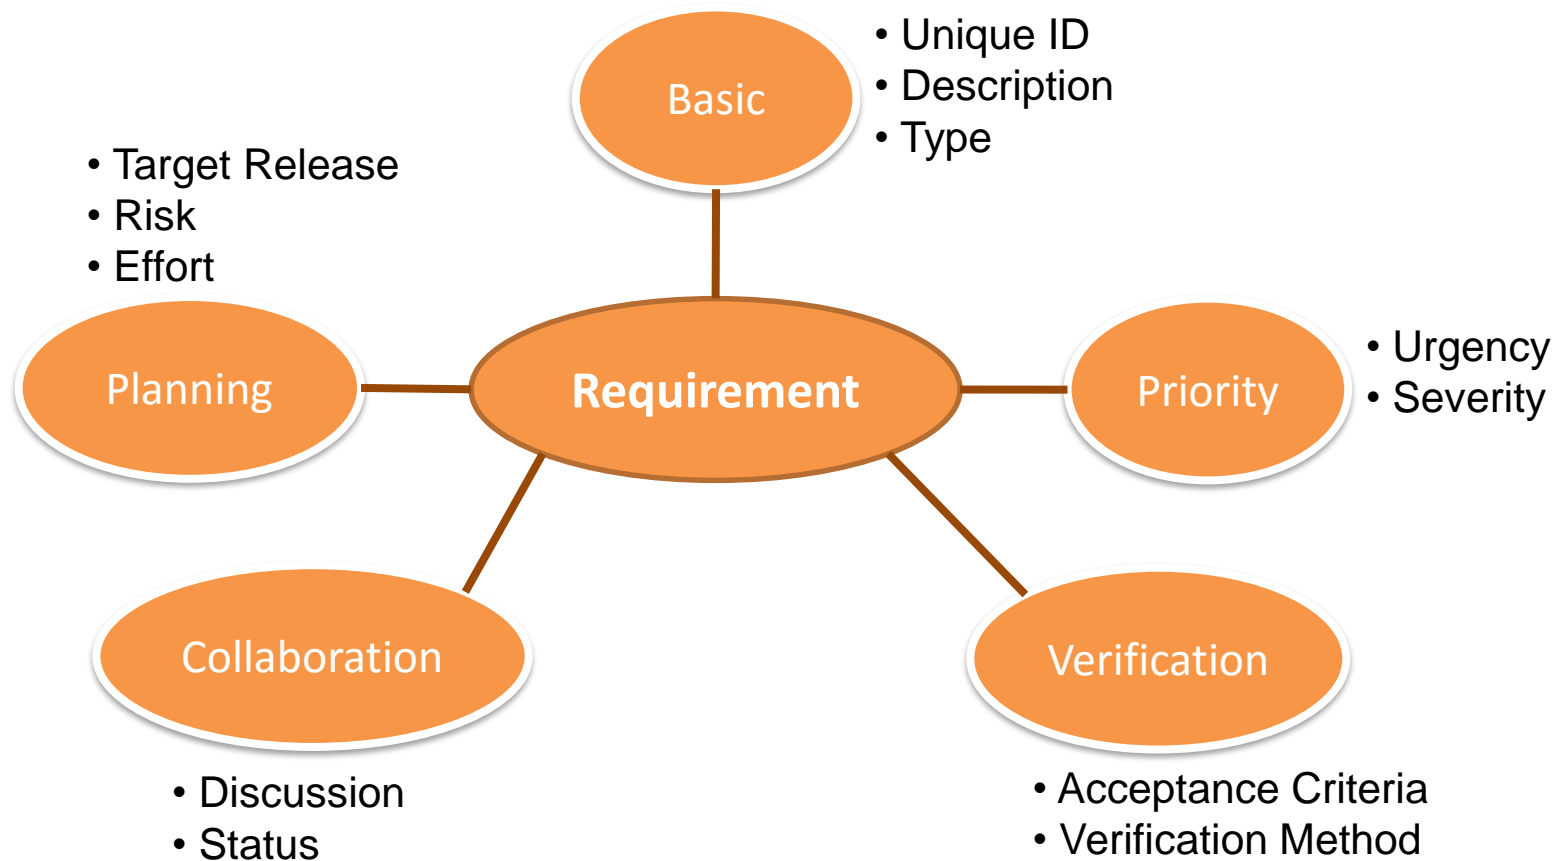 Basic
• Unique ID
• Description
• Type
• Target Release
• Risk
• Effort
Planning
Requirement
Priority
• Urgency
• Severity
Collaboration
• Discussion
• Status
Verification
• Acceptance Criteria
• Verification Method